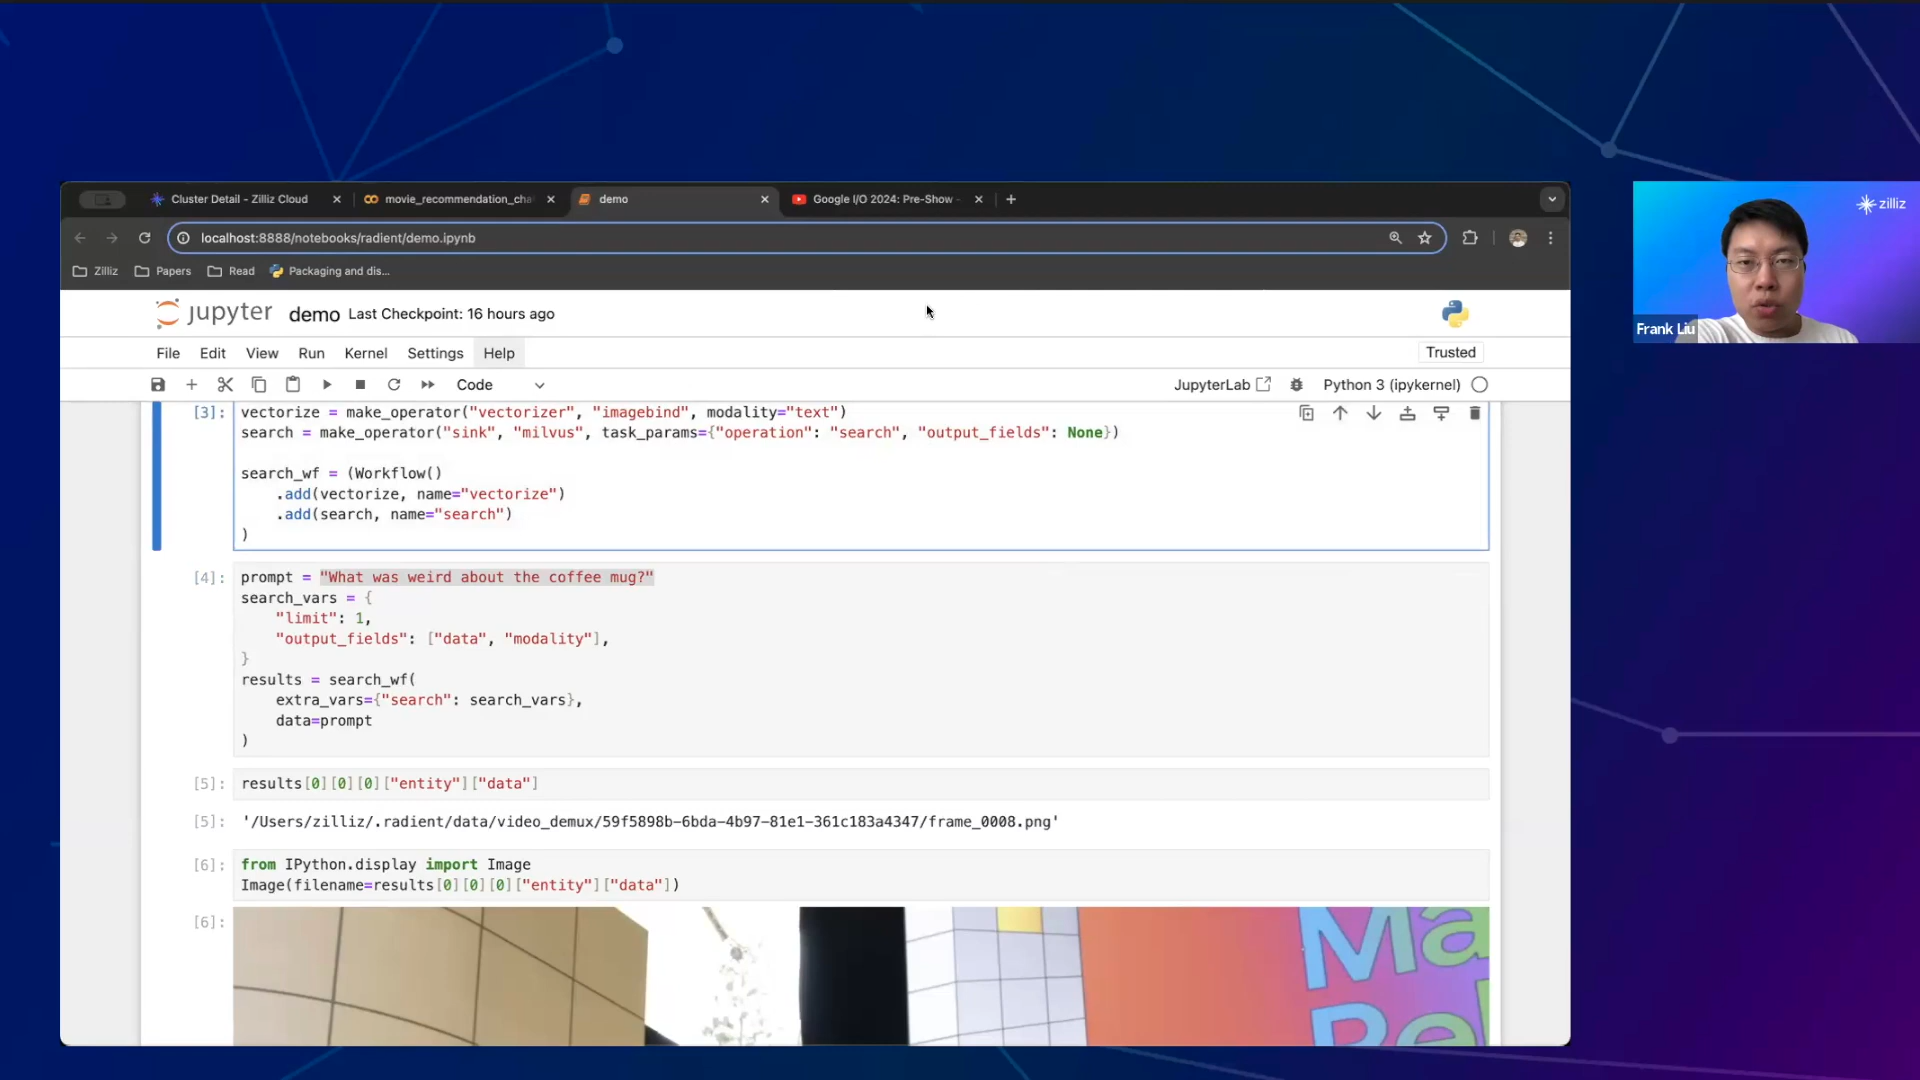 Cluster Detail - Zilliz Cloud
movie_recommendation_cha
demo
Google I/O 2024: Pre-Show -
localhost:8888/notebooks/radient/demo.ipynb
Zilliz
Papers
Read
Packaging and dis...
zilliz
Frank Liu
jupyter demo Last Checkpoint: 16 hours ago
File Edit View Run Kernel Settings Help
Trusted
Code
JupyterLab
Python 3 (ipykernel)
[3]: vectorize = make_operator("vectorizer", "imagebind", modality="text")
search = make_operator("sink", "milvus", task_params={"operation": "search", "output_fields": None})
search_wf = (Workflow()
.add(vectorize, name="vectorize")
.add(search, name="search")
)
[4]: prompt = "What was weird about the coffee mug?"
search_vars = {
"limit": 1,
"output_fields": ["data", "modality"],
}
results = search_wf(
extra_vars={"search": search_vars},
data=prompt
)
[5]: results[0][0][0]["entity"]["data"]
[5]: '/Users/zilliz/.radient/data/video_demux/59f5898b-6bda-4b97-81e1-361c183a4347/frame_0008.png'
[6]: from IPython.display import Image
Image(filename=results[0][0][0]["entity"]["data"])
[6]:
Ma
Rel